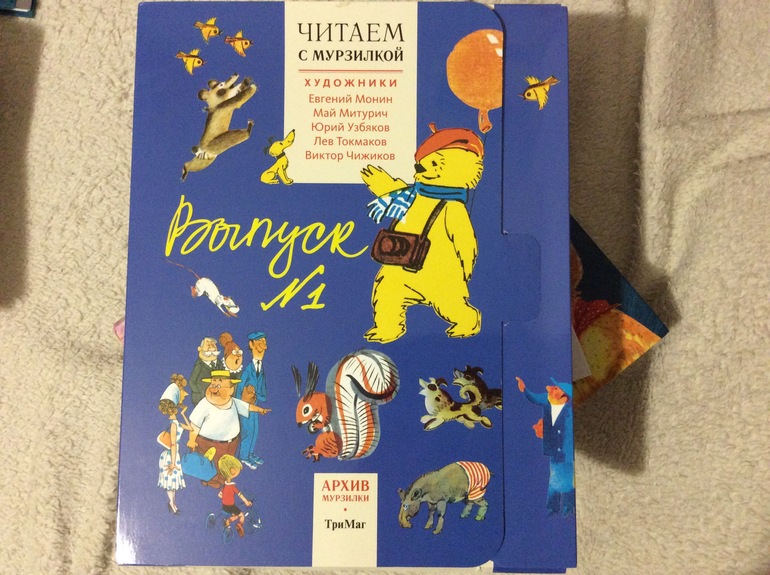 ЧИТАЕМ
С МУРЗИЛКОЙ
ХУДОЖНИКИ
Евгений Монин
Май Митурич
Юрий Узбяков
Лев Токмаков
Виктор Чижиков
Выпуск
№1
АРХИВ
МУРЗИЛКИ
ТриМаг